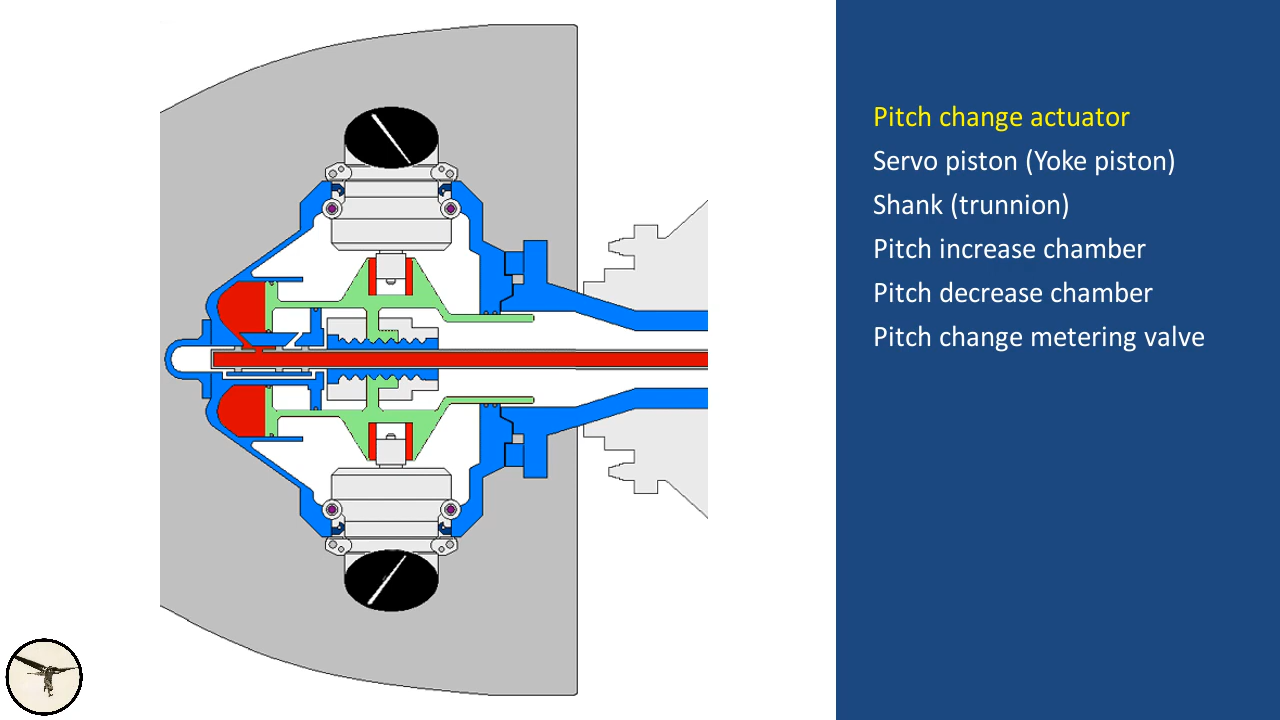 Pitch change actuator
Servo piston (Yoke piston)
Shank (trunnion)
Pitch increase chamber
Pitch decrease chamber
Pitch change metering valve